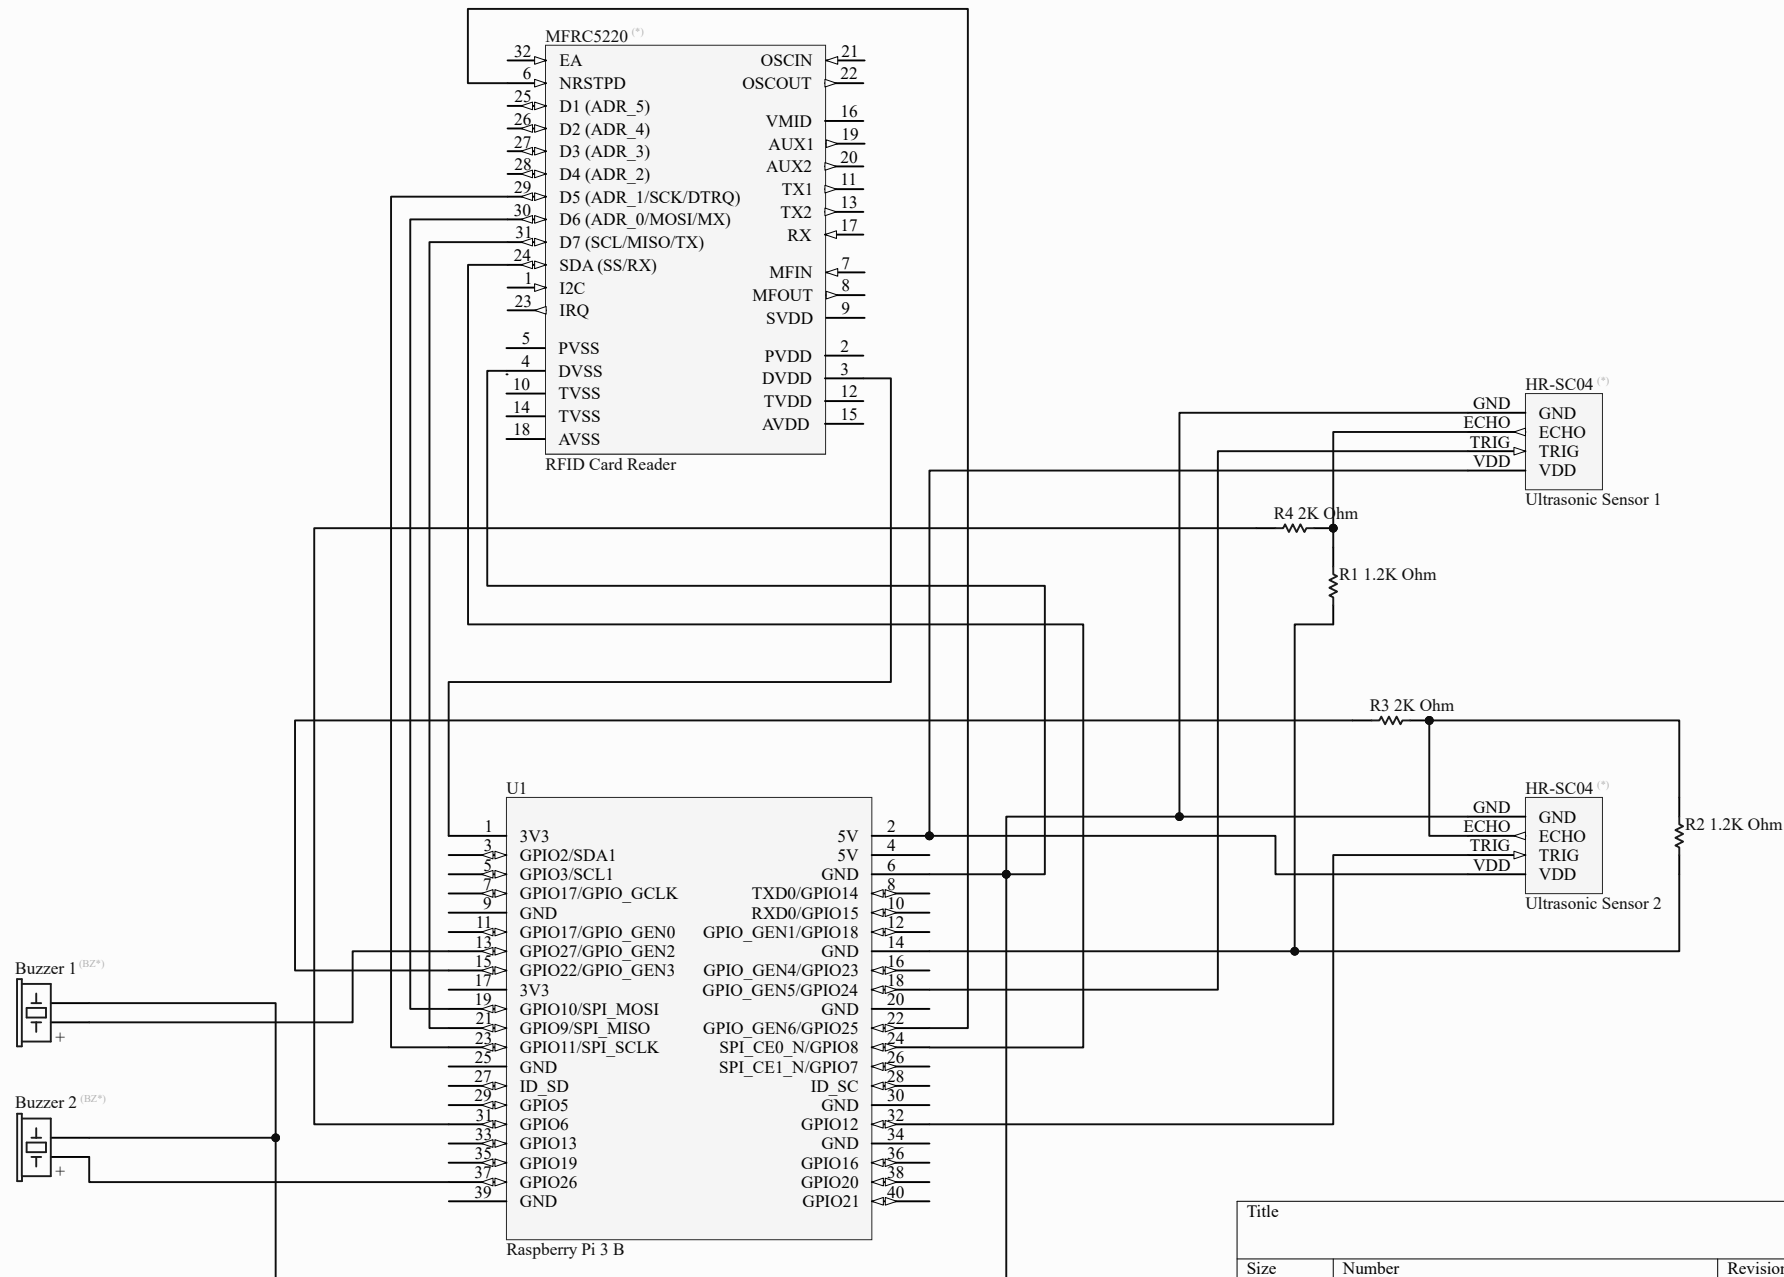 MFRC5220 (*)
32 EA OSCIN 21
6 NRSTPD OSCOUT 22
25 D1 (ADR_5)
26 D2 (ADR_4) VMID 16
27 D3 (ADR_3) AUX1 19
28 D4 (ADR_2) AUX2 20
29 D5 (ADR_1/SCK/DTRQ) TX1 11
30 D6 (ADR_0/MOSI/MX) TX2 13
31 D7 (SCL/MISO/TX) RX 17
24 SDA (SS/RX) MFIN 7
1 I2C MFOUT 8
23 IRQ SVDD 9
5 PVSS PVDD 2
4 DVSS DVDD 3
10 TVSS TVDD 12
14 TVSS AVDD 15
18 AVSS
RFID Card Reader
HR-SC04 (*)
GND GND
ECHO ECHO
TRIG TRIG
VDD VDD
Ultrasonic Sensor 1
R4 2K Ohm
R1 1.2K Ohm
R3 2K Ohm
HR-SC04 (*)
GND GND
ECHO ECHO
TRIG TRIG
VDD VDD
Ultrasonic Sensor 2
R2 1.2K Ohm
U1
1 3V3 5V 2
3 GPIO2/SDA1 5V 4
5 GPIO3/SCL1 GND 6
7 GPIO17/GPIO_GCLK TXD0/GPIO14 8
9 GND RXD0/GPIO15 10
11 GPIO17/GPIO_GEN0 GPIO_GEN1/GPIO18 12
13 GPIO27/GPIO_GEN2 GND 14
15 GPIO22/GPIO_GEN3 GPIO_GEN4/GPIO23 16
17 3V3 GPIO_GEN5/GPIO24 18
19 GPIO10/SPI_MOSI GND 20
21 GPIO9/SPI_MISO GPIO_GEN6/GPIO25 22
23 GPIO11/SPI_SCLK SPI_CE0_N/GPIO8 24
25 GND SPI_CE1_N/GPIO7 26
27 ID_SD ID_SC 28
29 GPIO5 GND 30
31 GPIO6 GPIO12 32
33 GPIO13 GND 34
35 GPIO19 GPIO16 36
37 GPIO26 GPIO20 38
39 GND GPIO21 40
Raspberry Pi 3 B
Buzzer 1 (BZ*)
+
Buzzer 2 (BZ*)
+
Title
Size Number Revision